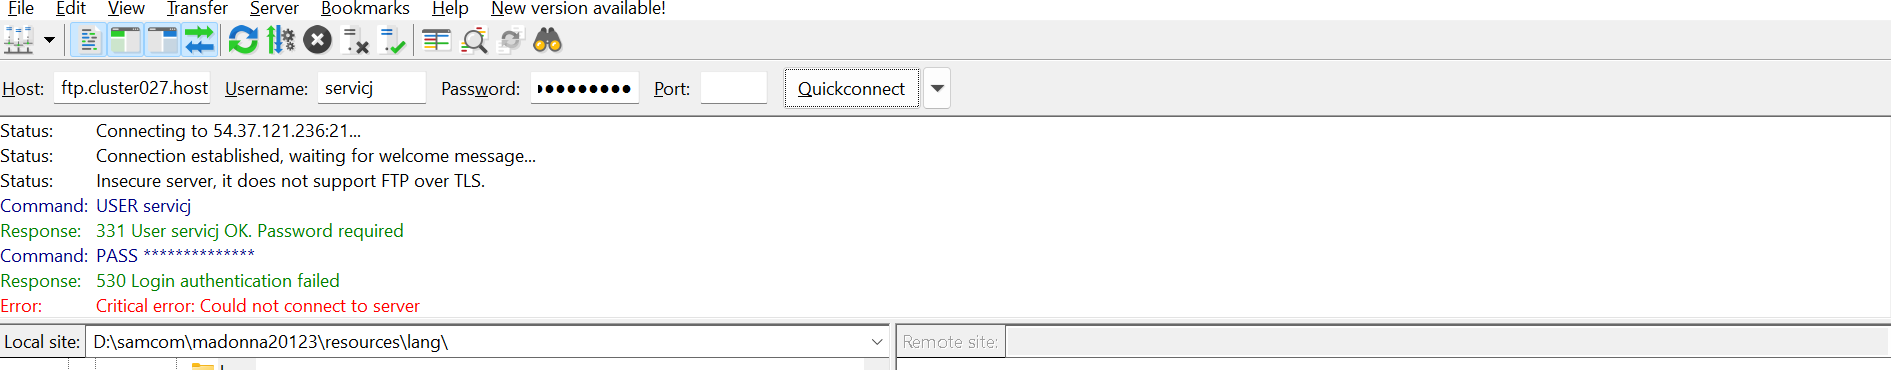 File Edit View Transfer Server Bookmarks Help New version available!
Host: ftp.cluster027.host Username: servicj Password: ●●●●●●●●● Port: Quickconnect
Status: Connecting to 54.37.121.236:21...
Status: Connection established, waiting for welcome message...
Status: Insecure server, it does not support FTP over TLS.
Command: USER servicj
Response: 331 User servicj OK. Password required
Command: PASS **************
Response: 530 Login authentication failed
Error: Critical error: Could not connect to server
Local site: D:\samcom\madonna20123\resources\lang\ Remote site: